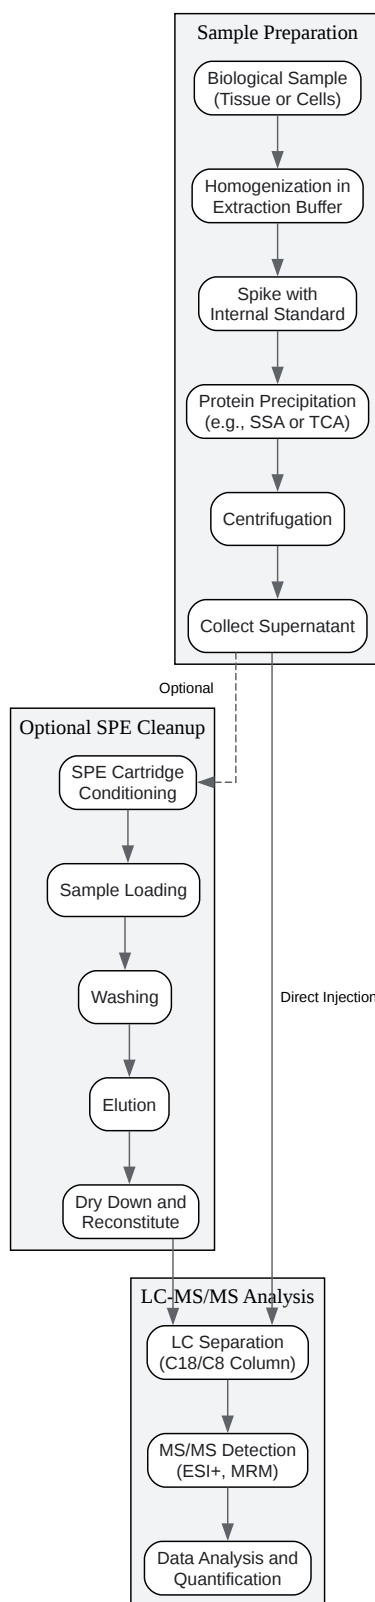 Sample Preparation
Biological Sample
(Tissue or Cells)
Homogenization in
Extraction Buffer
Spike with
Internal Standard
Protein Precipitation
(e.g., SSA or TCA)
Centrifugation
Collect Supernatant
Optional
Optional SPE Cleanup
SPE Cartridge
Conditioning
Sample Loading
Washing
Direct Injection
Elution
Dry Down and
Reconstitute
LC-MS/MS Analysis
LC Separation
(C18/C8 Column)
MS/MS Detection
(ESI+, MRM)
Data Analysis and
Quantification